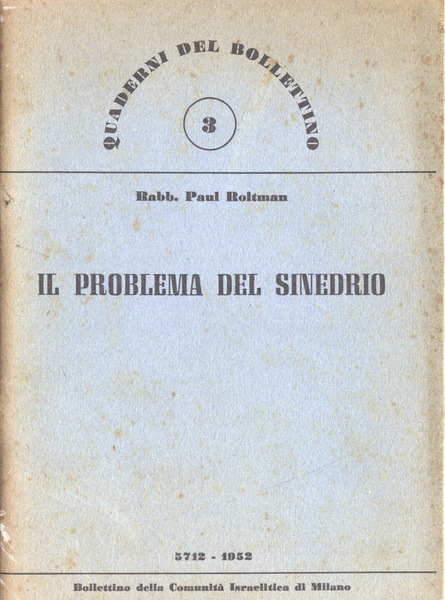 QUADERNI DEL BOLLETTINO
3
Rabb. Paul Roitman
IL PROBLEMA DEL SINEDRIO
5712 - 1952
Bollettino della Comunità Israelitica di Milano